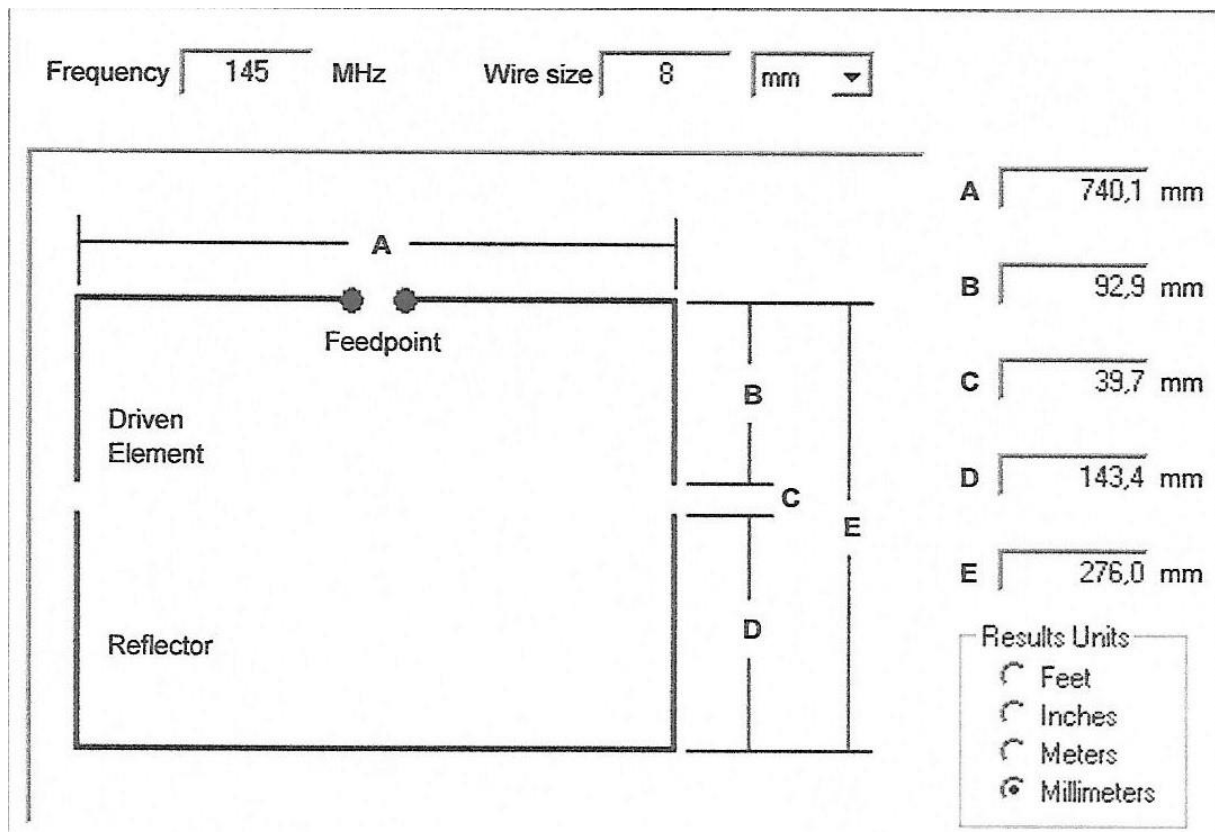 Frequency 145 MHz Wire size 8 mm
A 740,1 mm
A
B 92,9 mm
Feedpoint
C 39,7 mm
B
Driven
Element
D 143,4 mm
C
E
E 276,0 mm
D
Reflector
Results Units
Feet
Inches
Meters
Millimeters